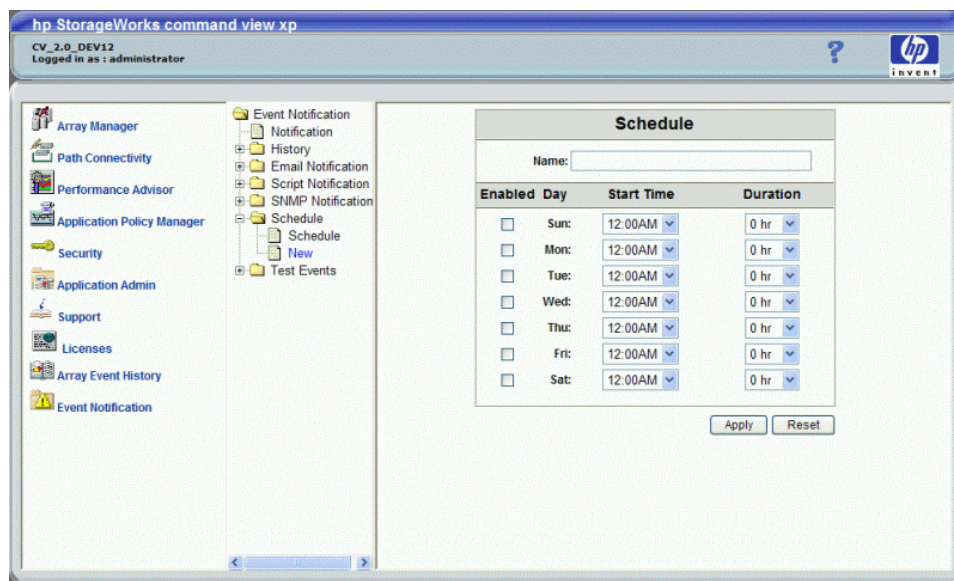 hp StorageWorks command view xp
CV_2.0_DEV12
Logged in as : administrator
?
hp
invent
Array Manager
Path Connectivity
Performance Advisor
Application Policy Manager
Security
Application Admin
Support
Licenses
Array Event History
Event Notification
Event Notification
Notification
History
Email Notification
Script Notification
SNMP Notification
Schedule
Schedule
New
Test Events
Schedule
Name:
Enabled Day Start Time Duration
Sun: 12:00AM 0 hr
Mon: 12:00AM 0 hr
Tue: 12:00AM 0 hr
Wed: 12:00AM 0 hr
Thu: 12:00AM 0 hr
Fri: 12:00AM 0 hr
Sat: 12:00AM 0 hr
Apply Reset